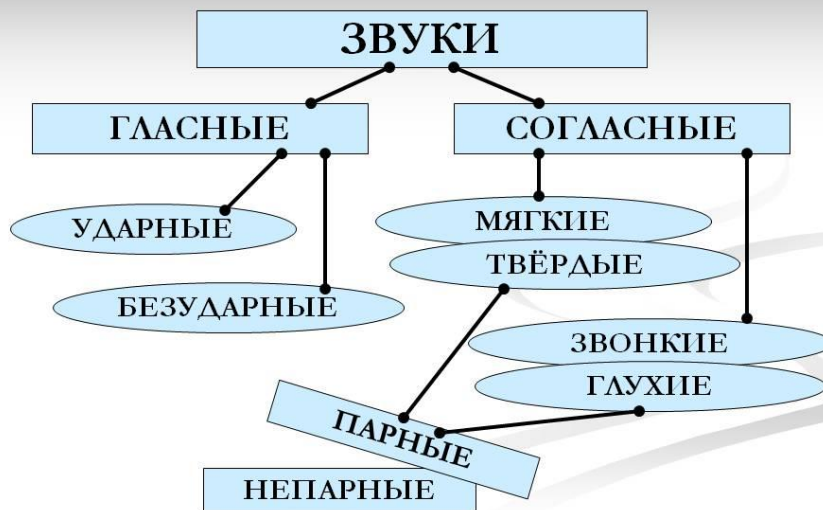 ЗВУКИ
ГЛАСНЫЕ
СОГЛАСНЫЕ
УДАРНЫЕ
БЕЗУДАРНЫЕ
МЯГКИЕ
ТВЁРДЫЕ
ЗВОНКИЕ
ГЛУХИЕ
ПАРНЫЕ
НЕПАРНЫЕ